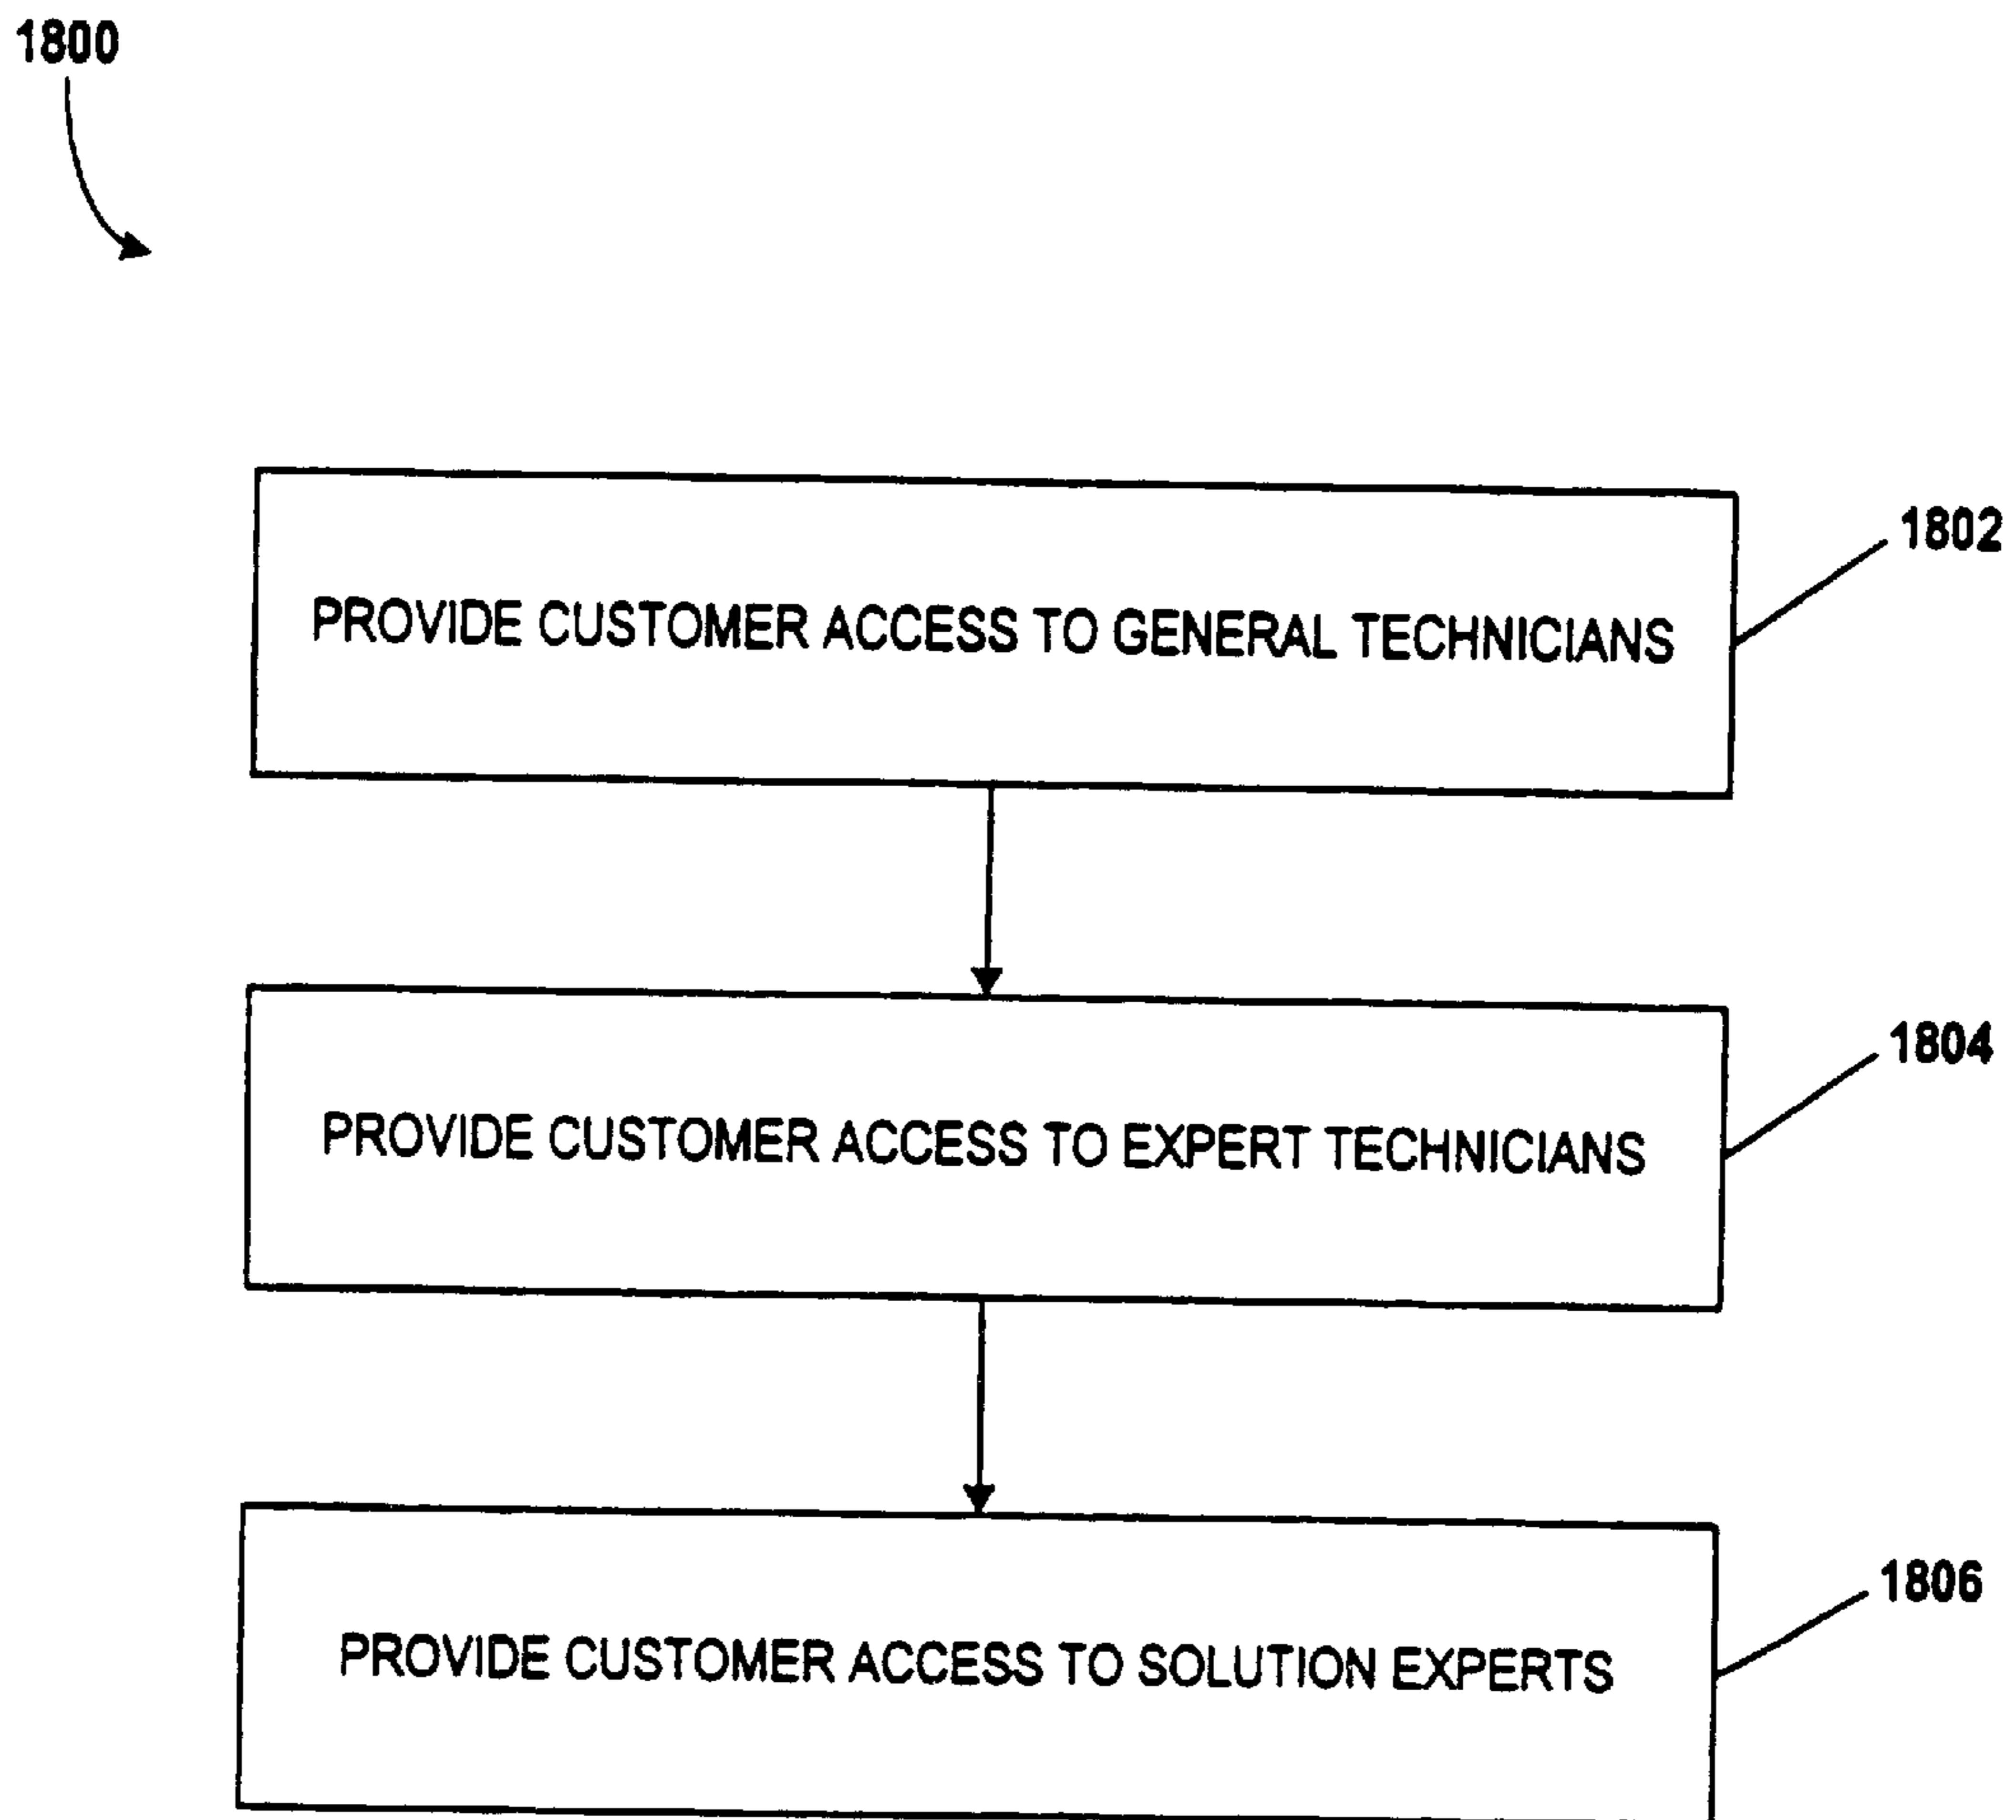 1800
PROVIDE CUSTOMER ACCESS TO GENERAL TECHNICIANS
1802
PROVIDE CUSTOMER ACCESS TO EXPERT TECHNICIANS
1804
PROVIDE CUSTOMER ACCESS TO SOLUTION EXPERTS
1806